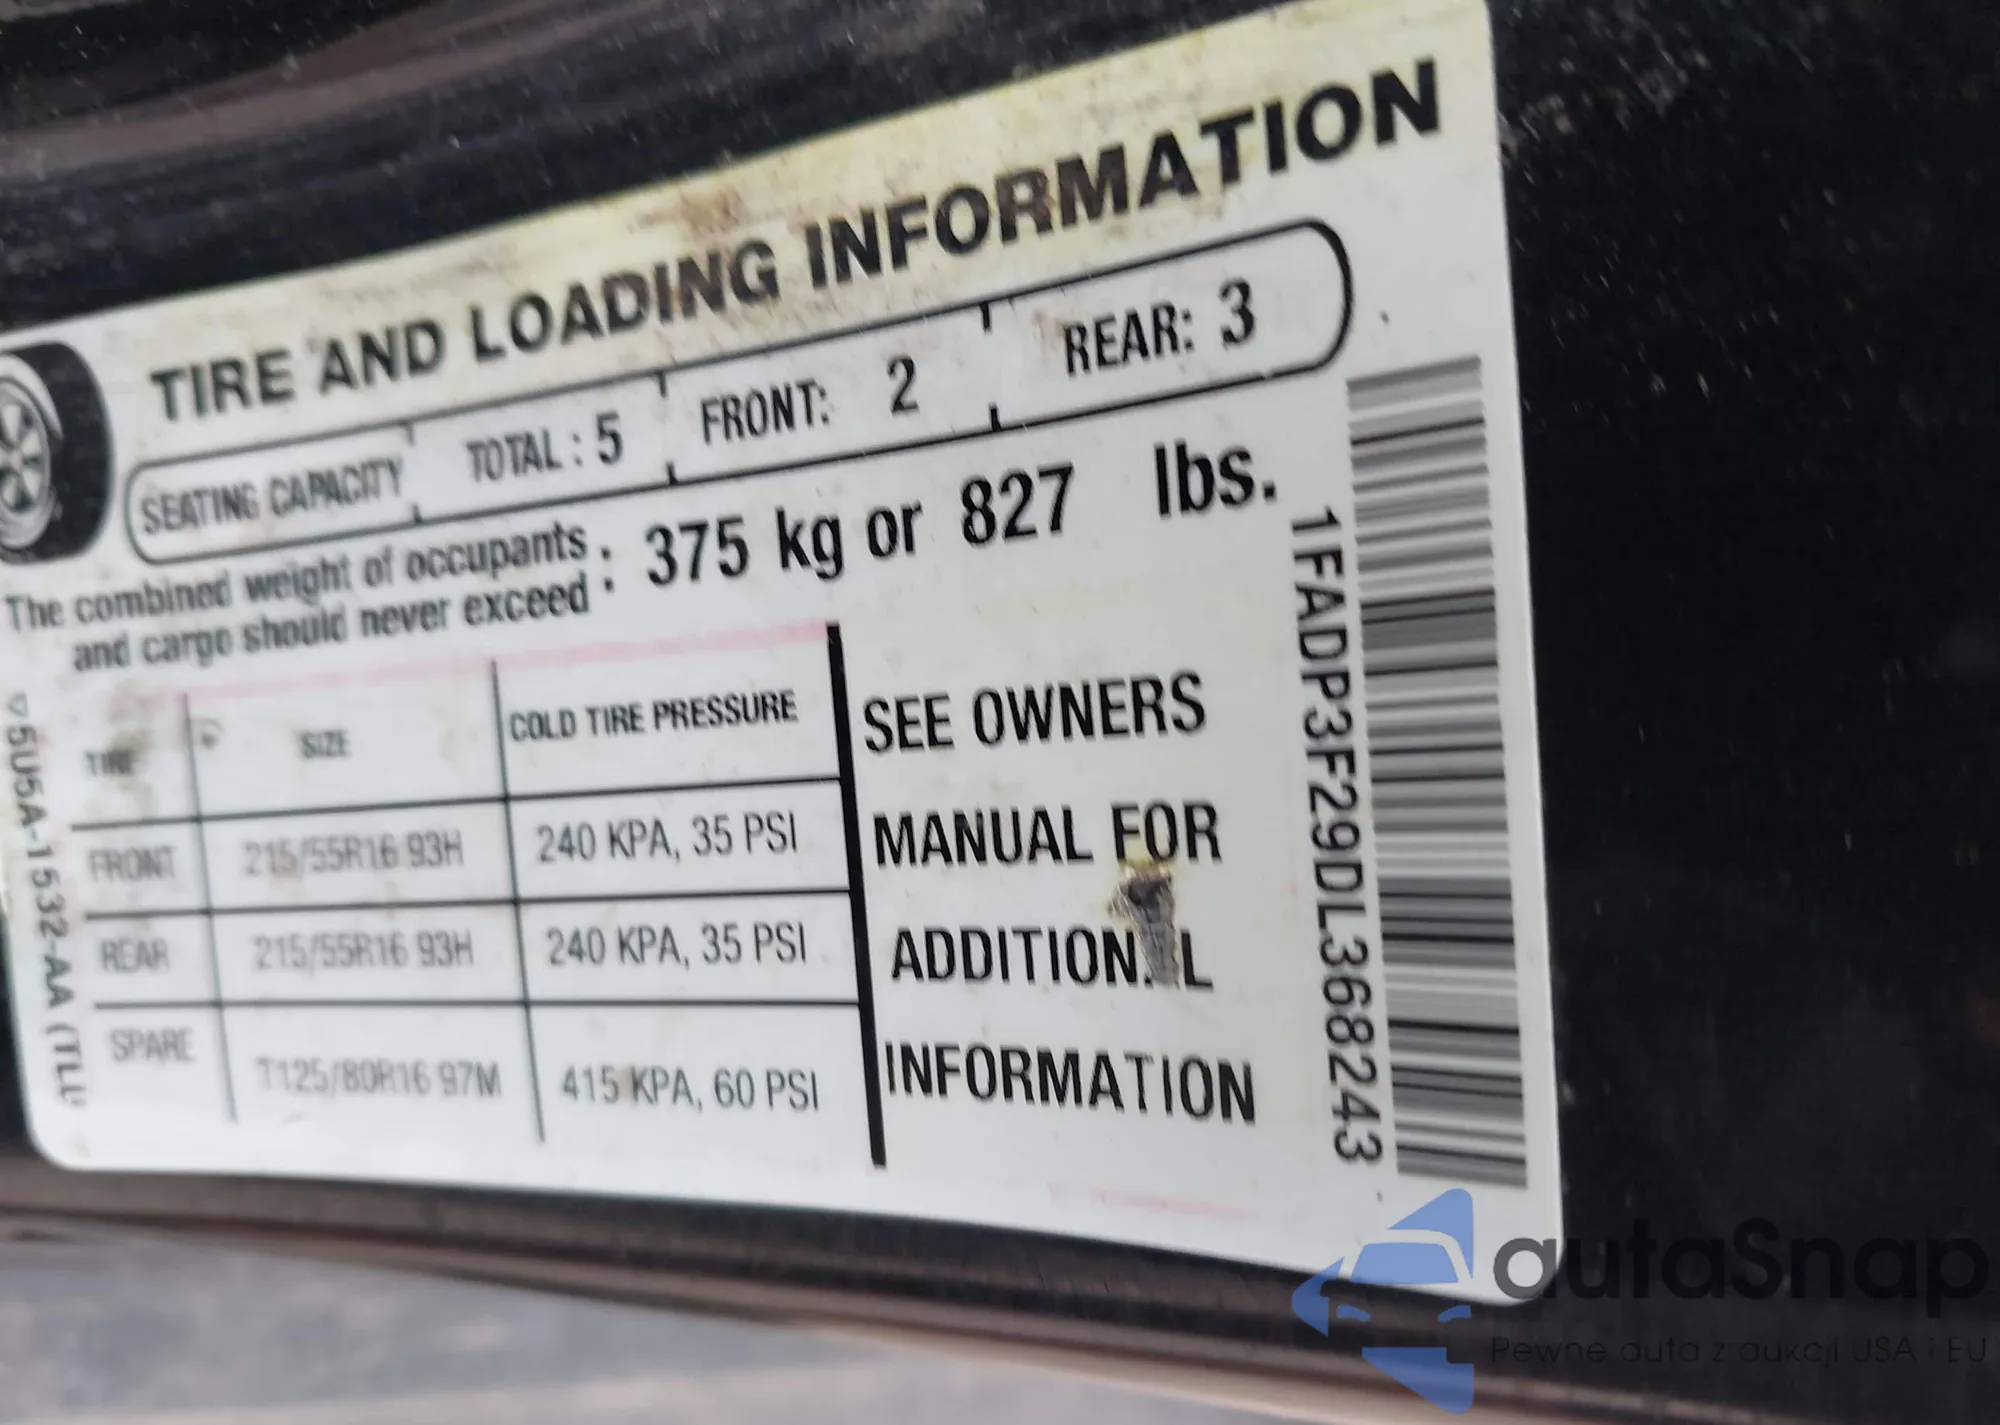 TIRE AND LOADING INFORMATION
SEATING CAPACITY TOTAL : 5 FRONT: 2 REAR: 3
The combined weight of occupants
and cargo should never exceed : 375 kg or 827 lbs.
TIRE SIZE COLD TIRE PRESSURE
FRONT 215/55R16 93H 240 KPA, 35 PSI
REAR 215/55R16 93H 240 KPA, 35 PSI
SPARE T125/80R16 97M 415 KPA, 60 PSI
SEE OWNERS
MANUAL FOR
ADDITIONAL
INFORMATION
1FADP3F29DL368243
5U5A-1532-AA (TLU
autaSnap
Pewne auta z aukcji USA i EU